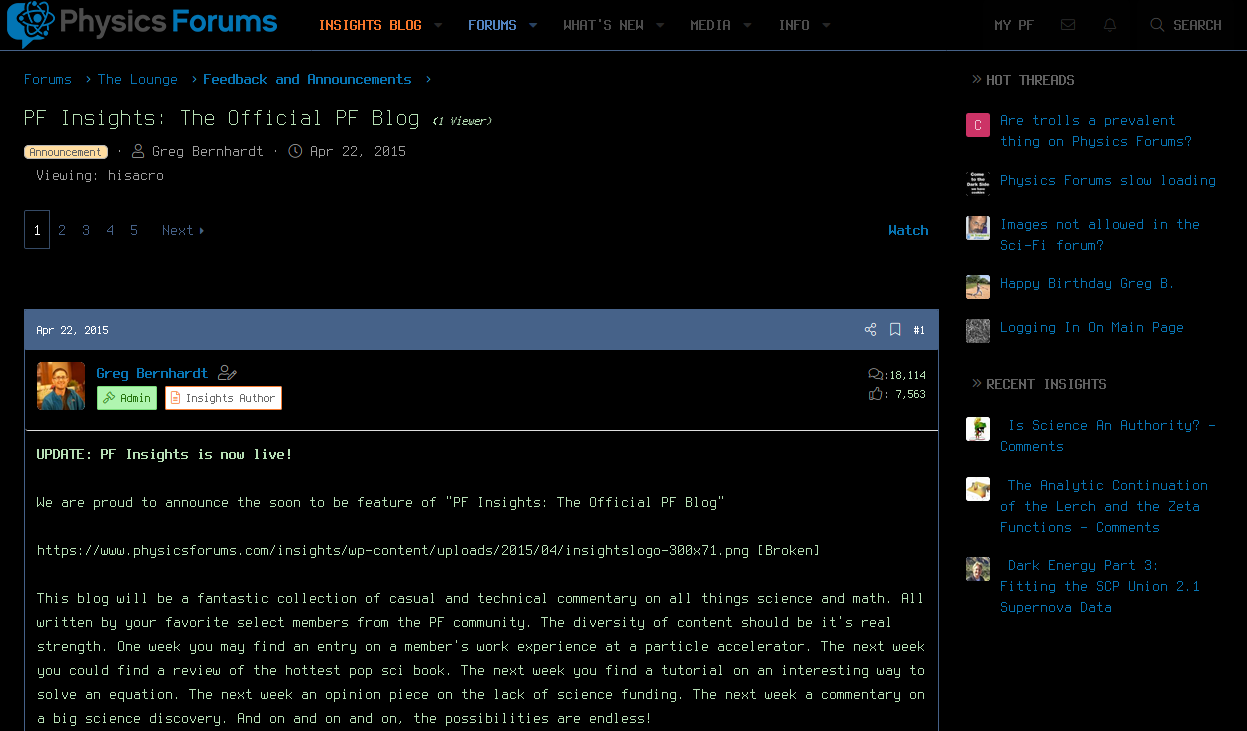 Physics Forums
INSIGHTS BLOG FORUMS WHAT'S NEW MEDIA INFO MY PF SEARCH
Forums > The Lounge > Feedback and Announcements >
PF Insights: The Official PF Blog (1 Viewer)
Announcement · Greg Bernhardt · Apr 22, 2015
Viewing: hisacro
1 2 3 4 5 Next
Watch
Apr 22, 2015 #1
Greg Bernhardt
Admin Insights Author
:18,114
: 7,563
UPDATE: PF Insights is now live!
We are proud to announce the soon to be feature of "PF Insights: The Official PF Blog"
https://www.physicsforums.com/insights/wp-content/uploads/2015/04/insightslogo-300x71.png [Broken]
This blog will be a fantastic collection of casual and technical commentary on all things science and math. All
written by your favorite select members from the PF community. The diversity of content should be it's real
strength. One week you may find an entry on a member's work experience at a particle accelerator. The next week
you could find a review of the hottest pop sci book. The next week you find a tutorial on an interesting way to
solve an equation. The next week an opinion piece on the lack of science funding. The next week a commentary on
a big science discovery. And on and on and on, the possibilities are endless!
» HOT THREADS
C
Are trolls a prevalent
thing on Physics Forums?
Come
to the
Dark Side
Physics Forums slow loading
Images not allowed in the
Sci-Fi forum?
Happy Birthday Greg B.
Logging In On Main Page
» RECENT INSIGHTS
Is Science An Authority? -
Comments
The Analytic Continuation
of the Lerch and the Zeta
Functions - Comments
Dark Energy Part 3:
Fitting the SCP Union 2.1
Supernova Data